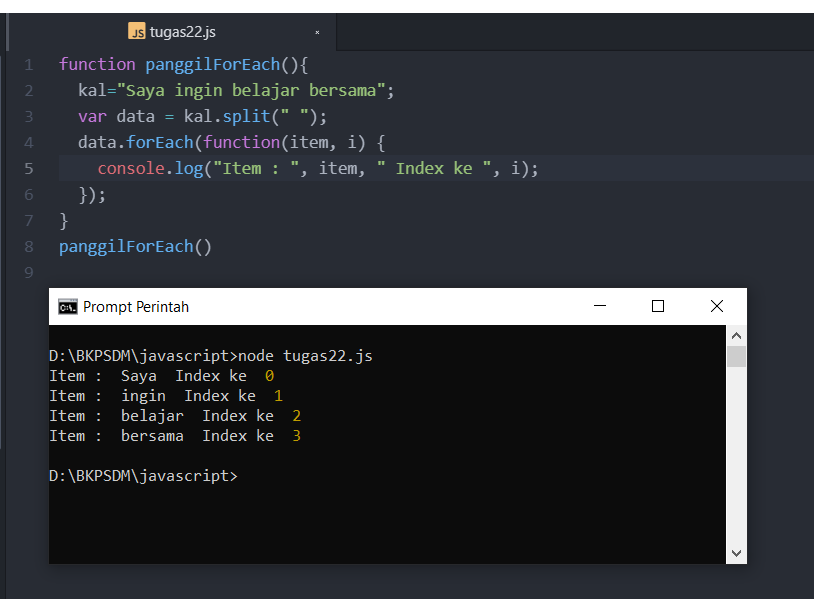 JS tugas22.js ×
1 function panggilForEach(){
2   kal="Saya ingin belajar bersama";
3   var data = kal.split(" ");
4   data.forEach(function(item, i) {
5     console.log("Item : ", item, " Index ke ", i);
6   });
7 }
8 panggilForEach()
9
C:\. Prompt Perintah
D:\BKPSDM\javascript>node tugas22.js
Item :  Saya  Index ke  0
Item :  ingin  Index ke  1
Item :  belajar  Index ke  2
Item :  bersama  Index ke  3
D:\BKPSDM\javascript>